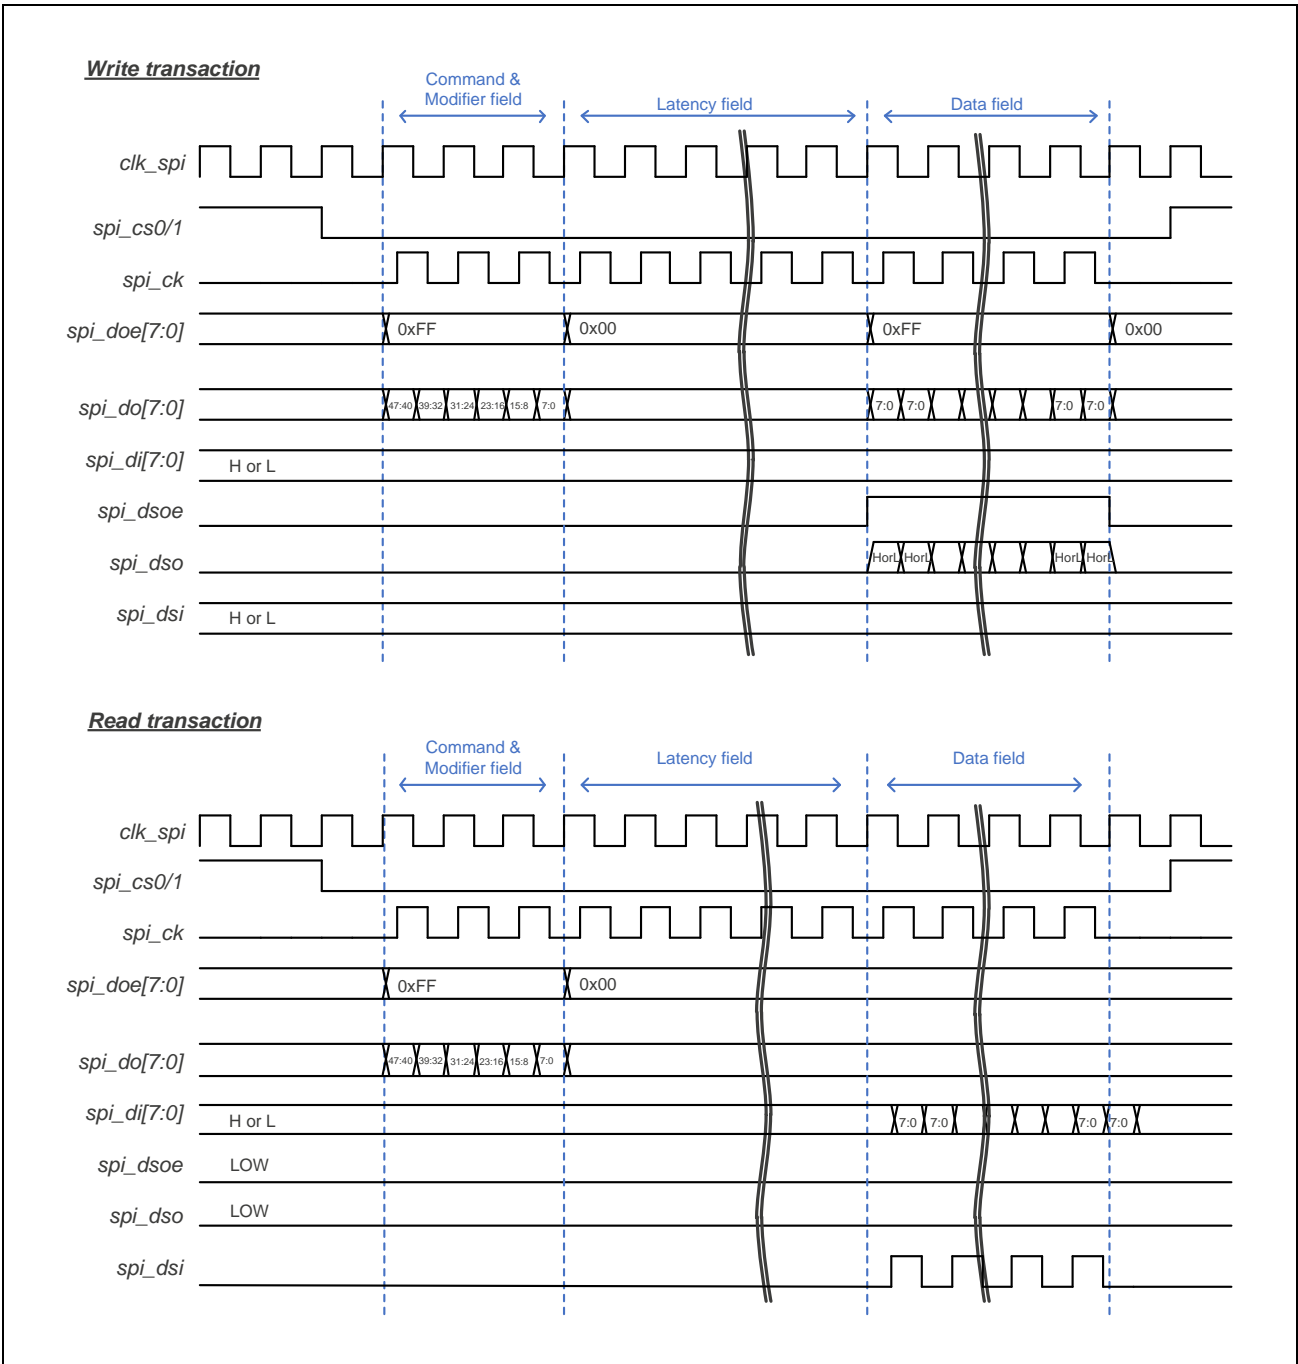 Write transaction
Command &
Modifier field
Latency field
Data field
clk_spi
spi_cs0/1
spi_ck
spi_doe[7:0]
0xFF
0x00
0xFF
0x00
spi_do[7:0]
47:40 39:32 31:24 23:16 15:8 7:0
7:0 7:0 7:0 7:0
spi_di[7:0]
H or L
spi_dsoe
spi_dso
HorL HorL HorL HorL
spi_dsi
H or L
Read transaction
Command &
Modifier field
Latency field
Data field
clk_spi
spi_cs0/1
spi_ck
spi_doe[7:0]
0xFF
0x00
spi_do[7:0]
47:40 39:32 31:24 23:16 15:8 7:0
spi_di[7:0]
H or L
7:0 7:0 7:0 7:0
spi_dsoe
LOW
spi_dso
LOW
spi_dsi